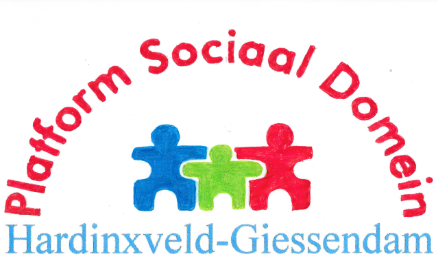 Platform Sociaal Domein
Hardinxveld-Giessendam